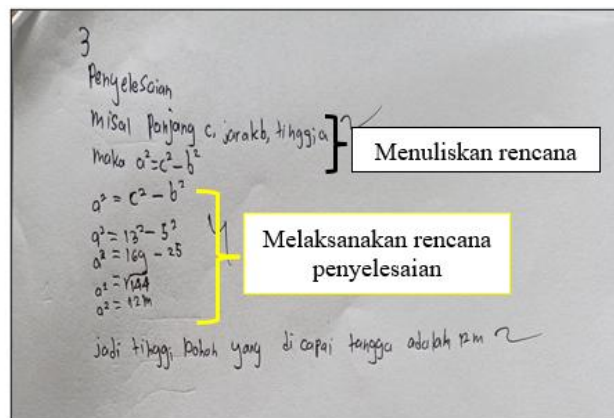 3
Penyelesaian
misal Panjang c, jarak b, tinggi a
maka a² = c² - b²
Menuliskan rencana
a² = c² - b²
a² = 13² - 5²
a² = 169 - 25
a² = √144
a² = 12m
Melaksanakan rencana
penyelesaian
jadi tinggi pohon yang di capai tangga adalah 12m